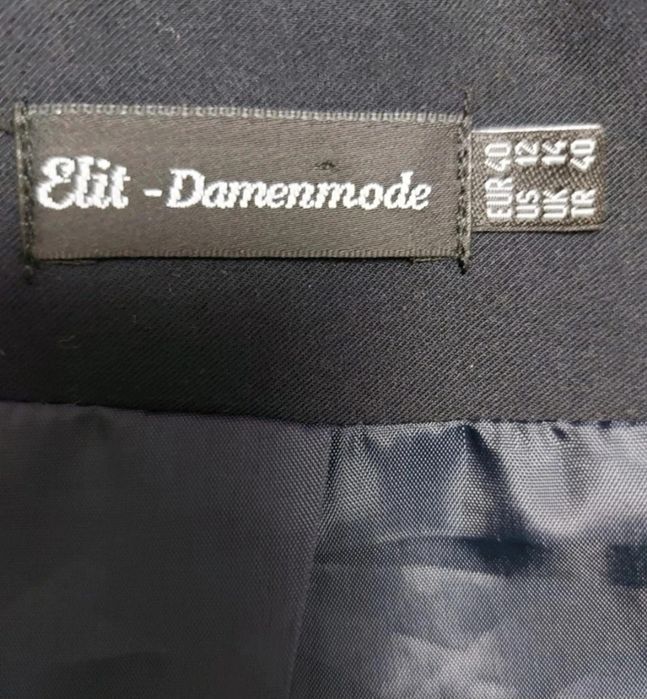 Elit - Damenmode
EUR 40
US 12
UK 14
TR 40